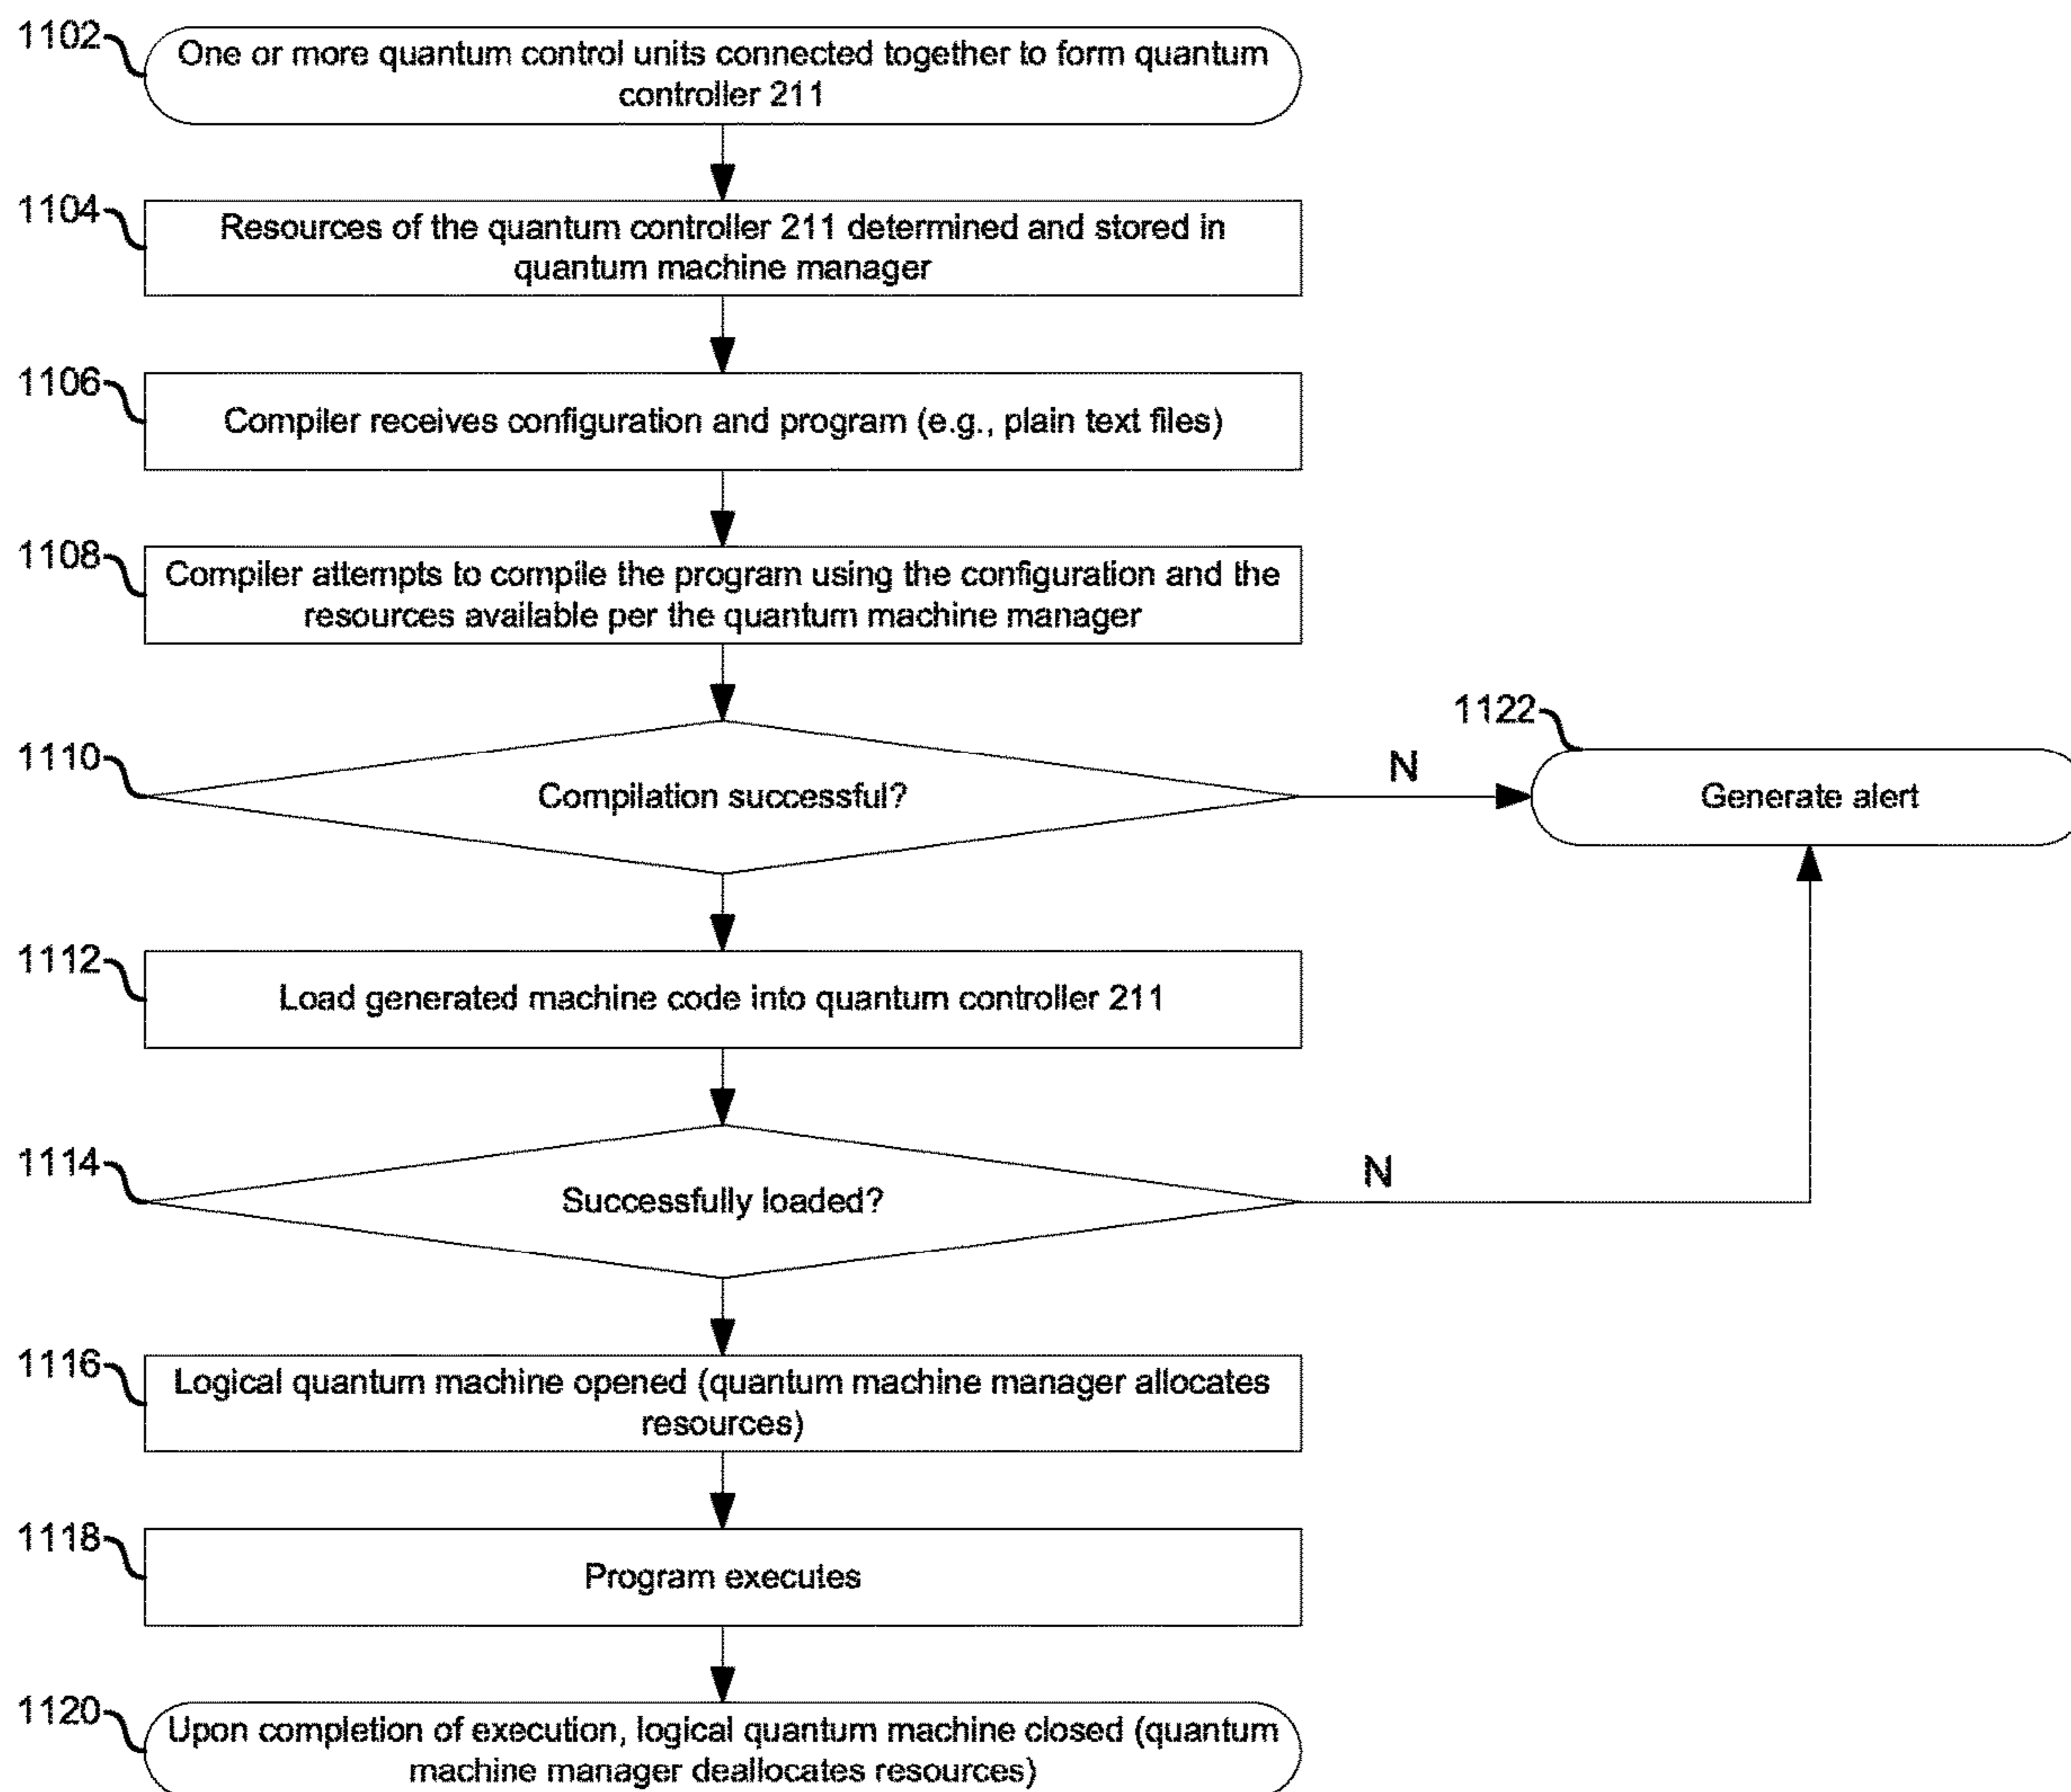 1102
One or more quantum control units connected together to form quantum
controller 211
1104
Resources of the quantum controller 211 determined and stored in
quantum machine manager
1106
Compiler receives configuration and program (e.g., plain text files)
1108
Compiler attempts to compile the program using the configuration and the
resources available per the quantum machine manager
1110
Compilation successful?
N
1122
Generate alert
1112
Load generated machine code into quantum controller 211
1114
Successfully loaded?
N
1116
Logical quantum machine opened (quantum machine manager allocates
resources)
1118
Program executes
1120
Upon completion of execution, logical quantum machine closed (quantum
machine manager deallocates resources)